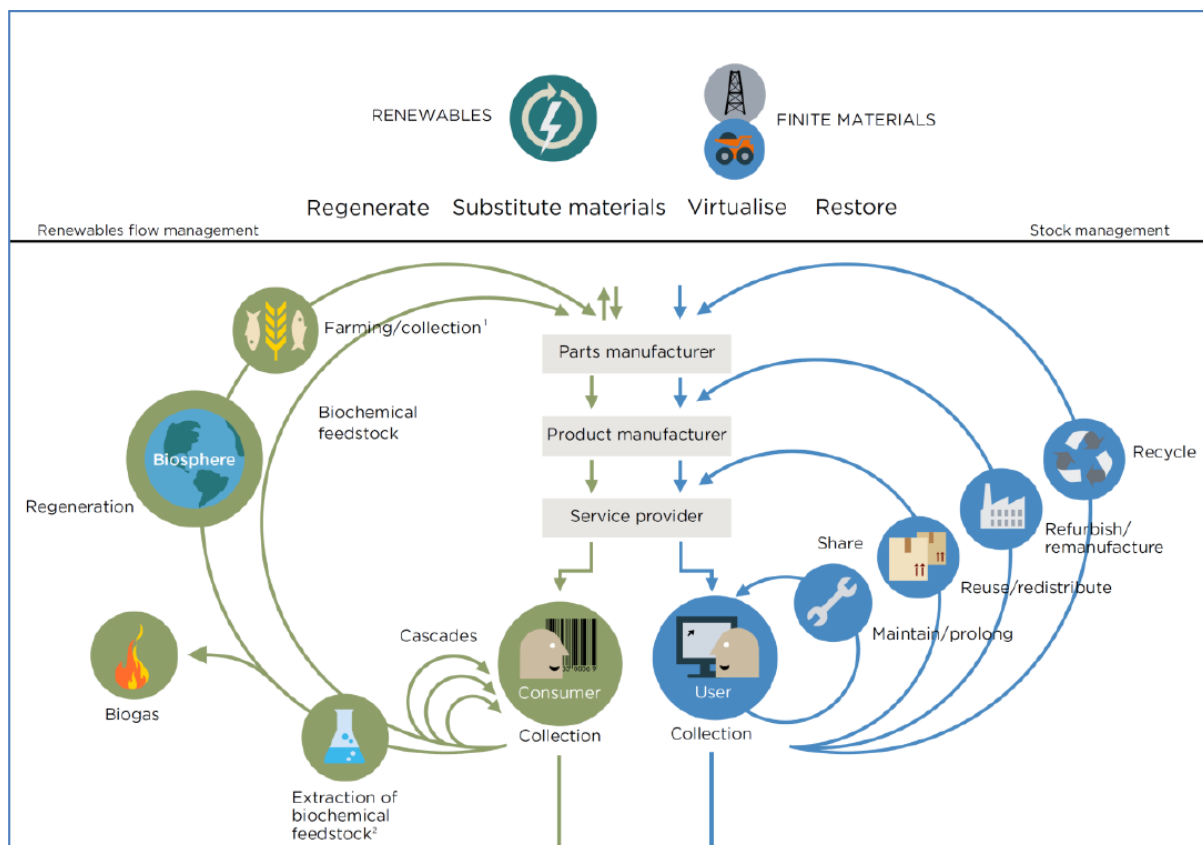 RENEWABLES
FINITE MATERIALS
Regenerate Substitute materials Virtualise Restore
Renewables flow management
Stock management
Farming/collection¹
Parts manufacturer
Biochemical
feedstock
Product manufacturer
Biosphere
Recycle
Regeneration
Service provider
Share
Refurbish/
remanufacture
Reuse/redistribute
Cascades
Maintain/prolong
Consumer
User
Biogas
Collection
Collection
Extraction of
biochemical
feedstock²